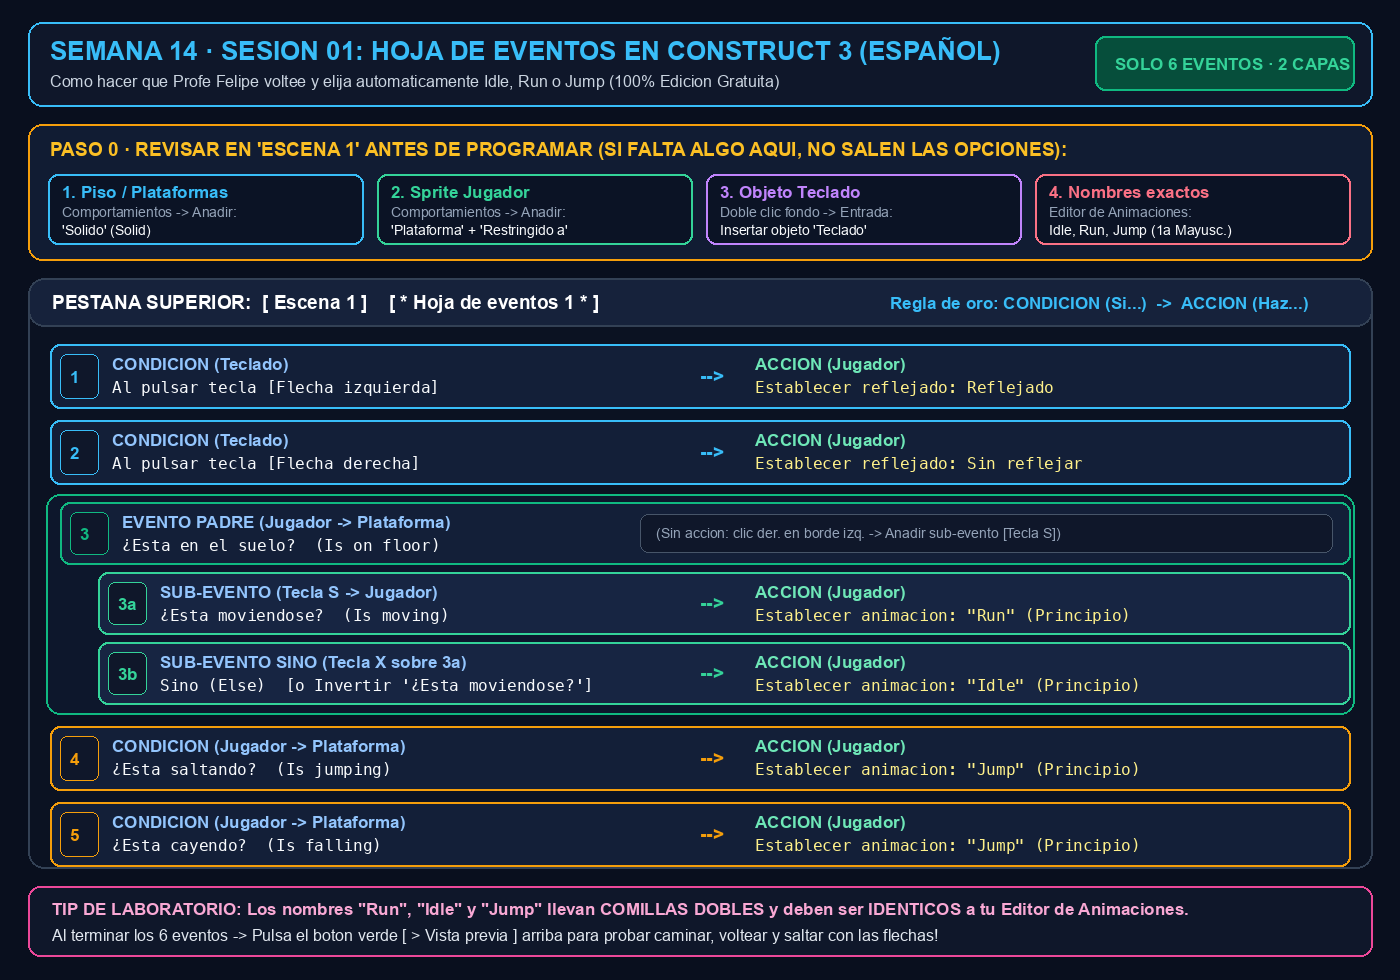 SEMANA 14 · SESION 01: HOJA DE EVENTOS EN CONSTRUCT 3 (ESPAÑOL)
Como hacer que Profe Felipe voltee y elija automaticamente Idle, Run o Jump (100% Edicion Gratuita)
SOLO 6 EVENTOS · 2 CAPAS
PASO 0 · REVISAR EN 'ESCENA 1' ANTES DE PROGRAMAR (SI FALTA ALGO AQUI, NO SALEN LAS OPCIONES):
1. Piso / Plataformas
Comportamientos -> Anadir:
'Solido' (Solid)
2. Sprite Jugador
Comportamientos -> Anadir:
'Plataforma' + 'Restringido a'
3. Objeto Teclado
Doble clic fondo -> Entrada:
Insertar objeto 'Teclado'
4. Nombres exactos
Editor de Animaciones:
Idle, Run, Jump (1a Mayusc.)
PESTANA SUPERIOR: [ Escena 1 ] [ * Hoja de eventos 1 * ]
Regla de oro: CONDICION (Si...) -> ACCION (Haz...)
1
CONDICION (Teclado)
Al pulsar tecla [Flecha izquierda]
-->
ACCION (Jugador)
Establecer reflejado: Reflejado
2
CONDICION (Teclado)
Al pulsar tecla [Flecha derecha]
-->
ACCION (Jugador)
Establecer reflejado: Sin reflejar
3
EVENTO PADRE (Jugador -> Plataforma)
¿Esta en el suelo? (Is on floor)
(Sin accion: clic der. en borde izq. -> Anadir sub-evento [Tecla S])
3a
SUB-EVENTO (Tecla S -> Jugador)
¿Esta moviendose? (Is moving)
-->
ACCION (Jugador)
Establecer animacion: "Run" (Principio)
3b
SUB-EVENTO SINO (Tecla X sobre 3a)
Sino (Else) [o Invertir '¿Esta moviendose?']
-->
ACCION (Jugador)
Establecer animacion: "Idle" (Principio)
4
CONDICION (Jugador -> Plataforma)
¿Esta saltando? (Is jumping)
-->
ACCION (Jugador)
Establecer animacion: "Jump" (Principio)
5
CONDICION (Jugador -> Plataforma)
¿Esta cayendo? (Is falling)
-->
ACCION (Jugador)
Establecer animacion: "Jump" (Principio)
TIP DE LABORATORIO: Los nombres "Run", "Idle" y "Jump" llevan COMILLAS DOBLES y deben ser IDENTICOS a tu Editor de Animaciones.
Al terminar los 6 eventos -> Pulsa el boton verde [ > Vista previa ] arriba para probar caminar, voltear y saltar con las flechas!